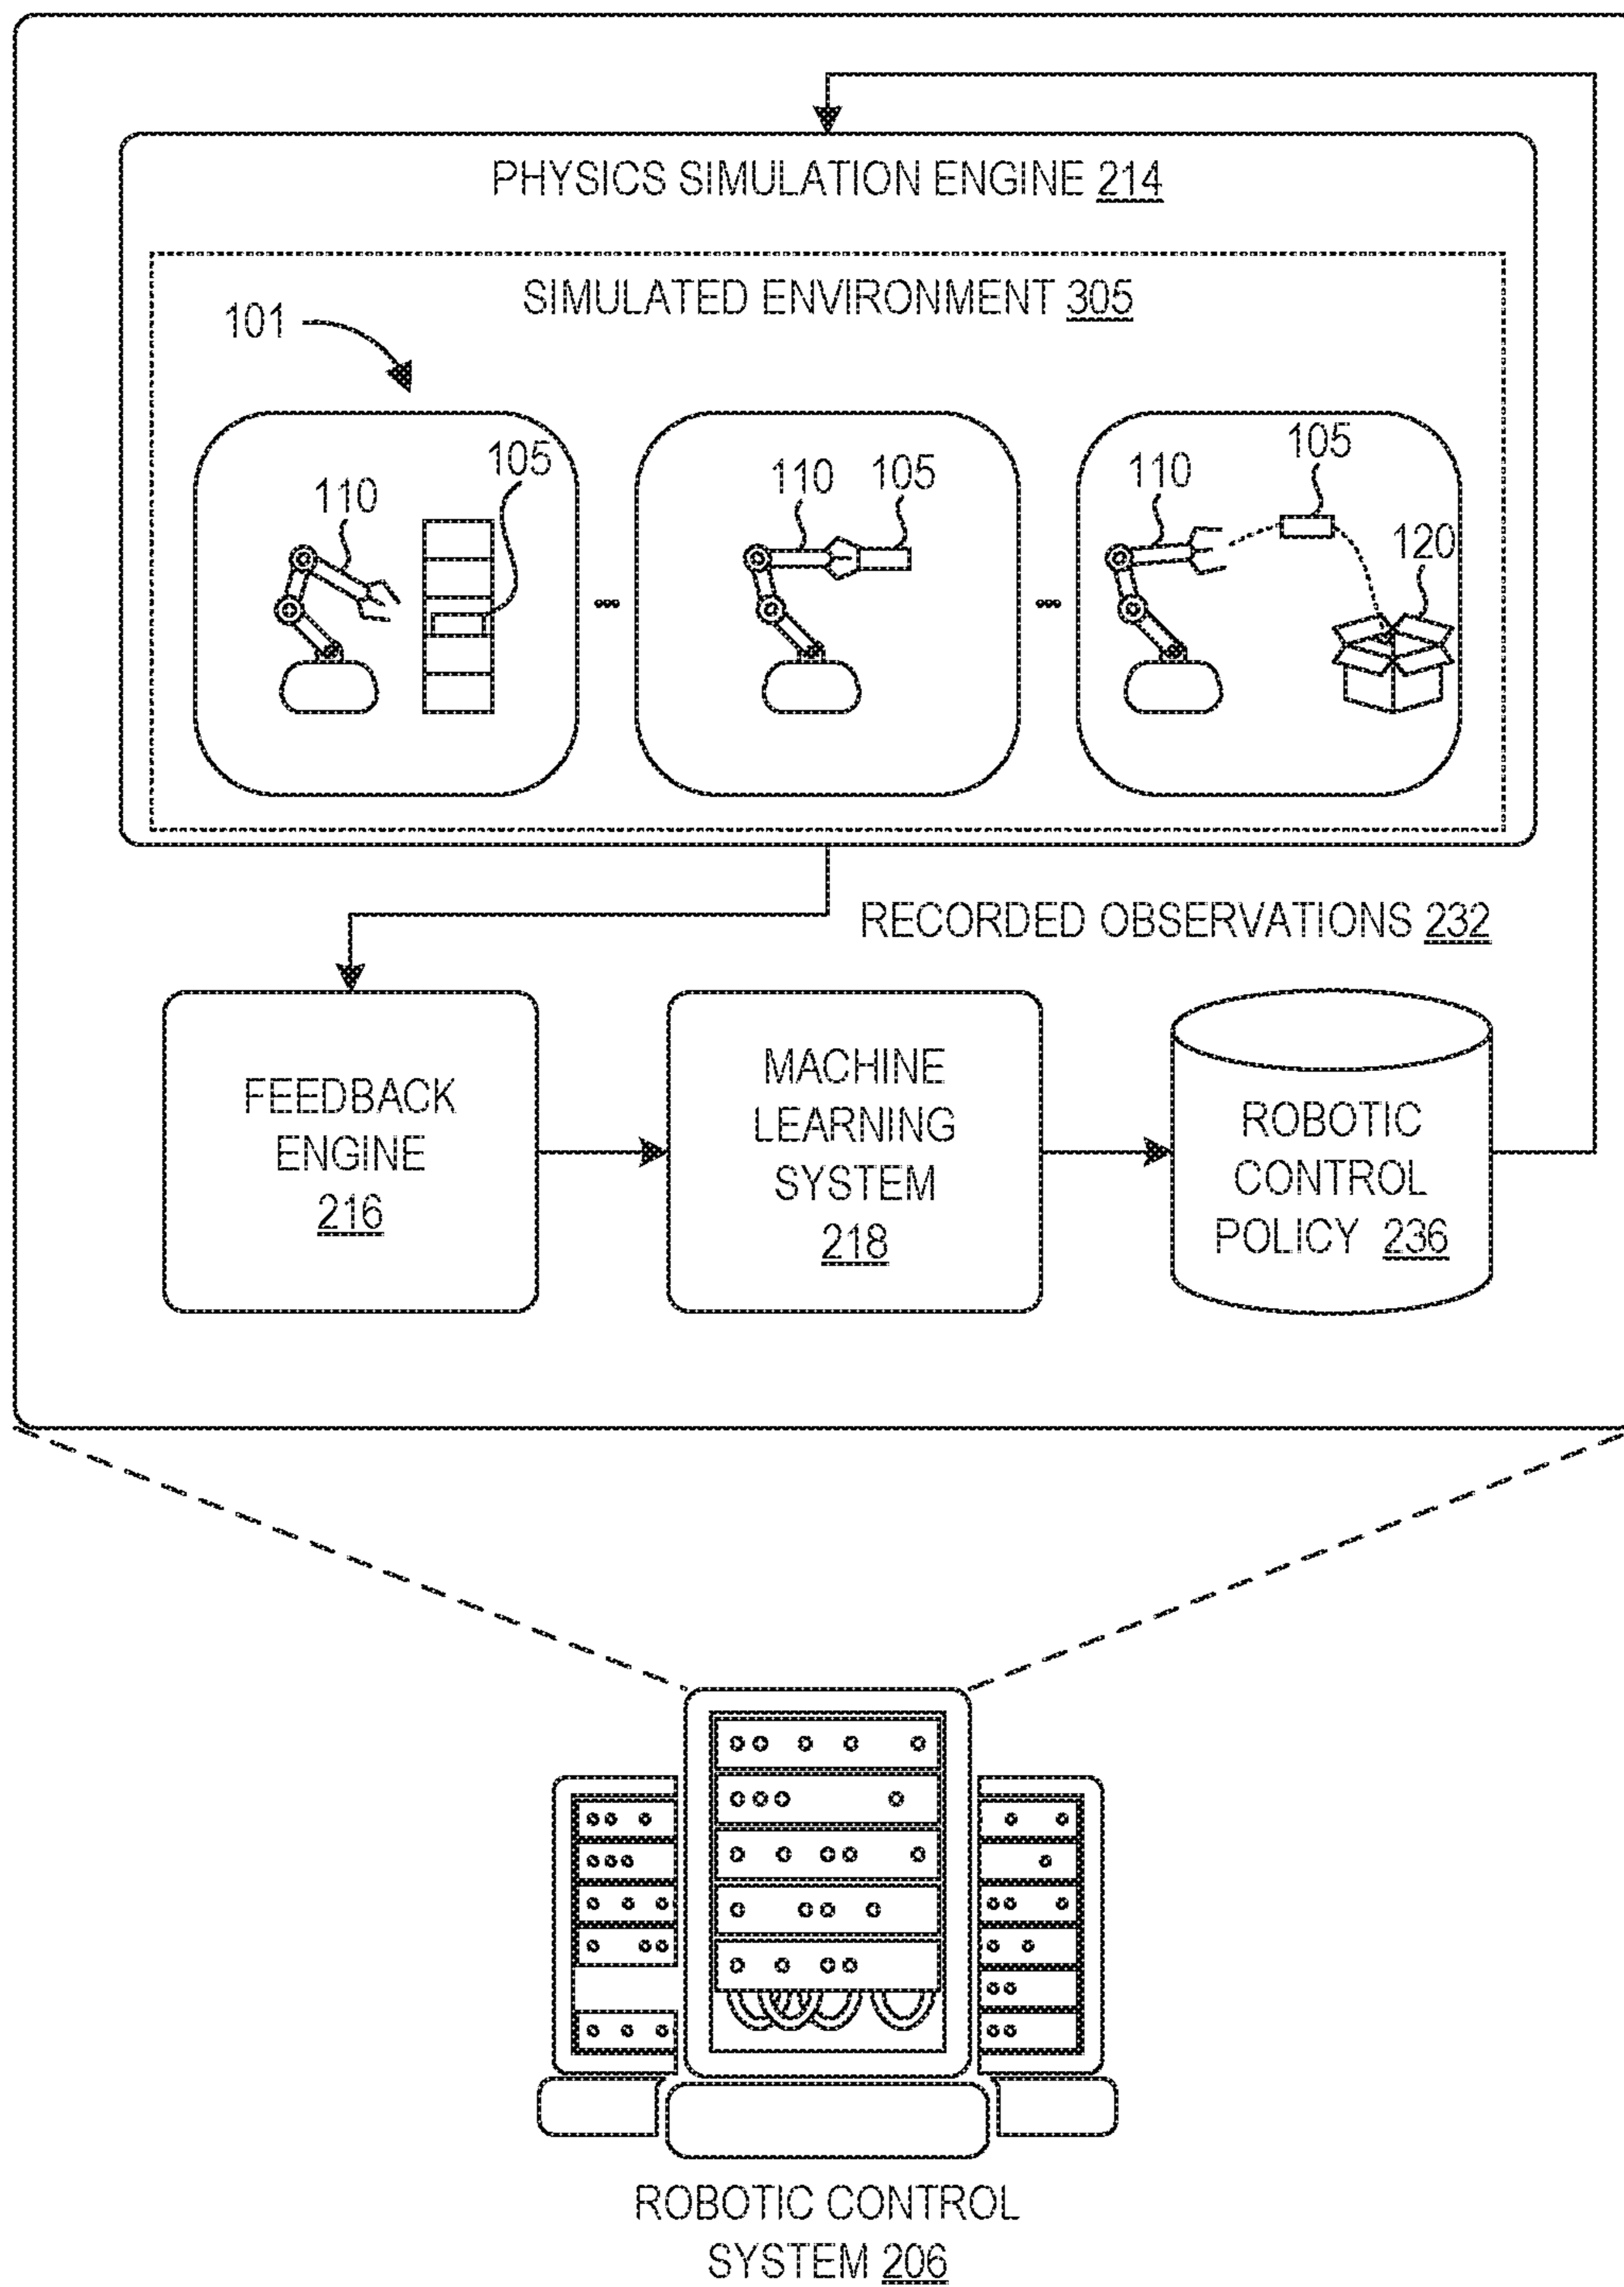 PHYSICS SIMULATION ENGINE 214
SIMULATED ENVIRONMENT 305
101
110
105
110
105
110
105
120
RECORDED OBSERVATIONS 232
FEEDBACK
ENGINE
216
MACHINE
LEARNING
SYSTEM
218
ROBOTIC
CONTROL
POLICY 236
ROBOTIC CONTROL
SYSTEM 206